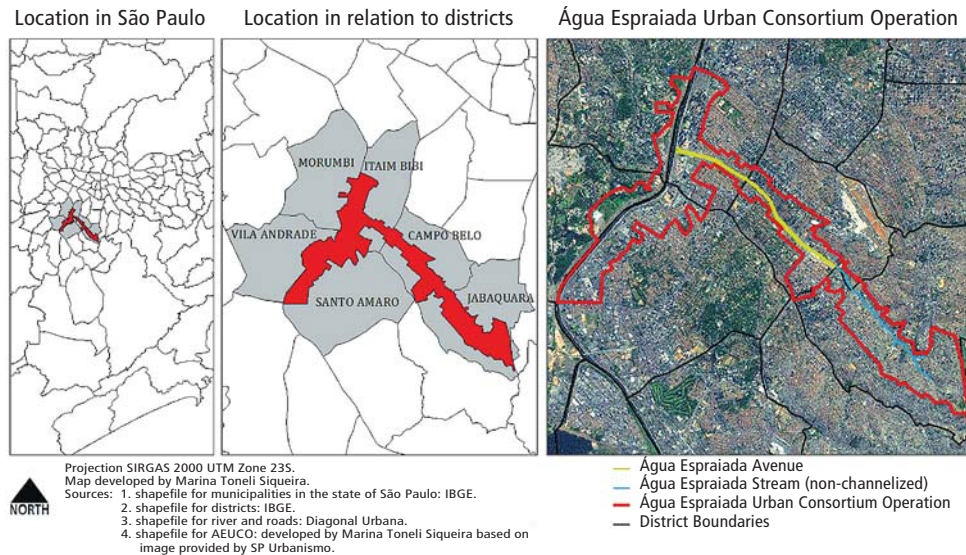 Location in São Paulo
Location in relation to districts
Água Espraiada Urban Consortium Operation
MORUMBI
ITAIM BIBI
VILA ANDRADE
CAMPO BELO
SANTO AMARO
JABAQUARA
Projection SIRGAS 2000 UTM Zone 23S.
Map developed by Marina Toneli Siqueira.
Sources: 1. shapefile for municipalities in the state of São Paulo: IBGE.
2. shapefile for districts: IBGE.
3. shapefile for river and roads: Diagonal Urbana.
4. shapefile for AEUCO: developed by Marina Toneli Siqueira based on
image provided by SP Urbanismo.
NORTH
Água Espraiada Avenue
Água Espraiada Stream (non-channelized)
Água Espraiada Urban Consortium Operation
District Boundaries